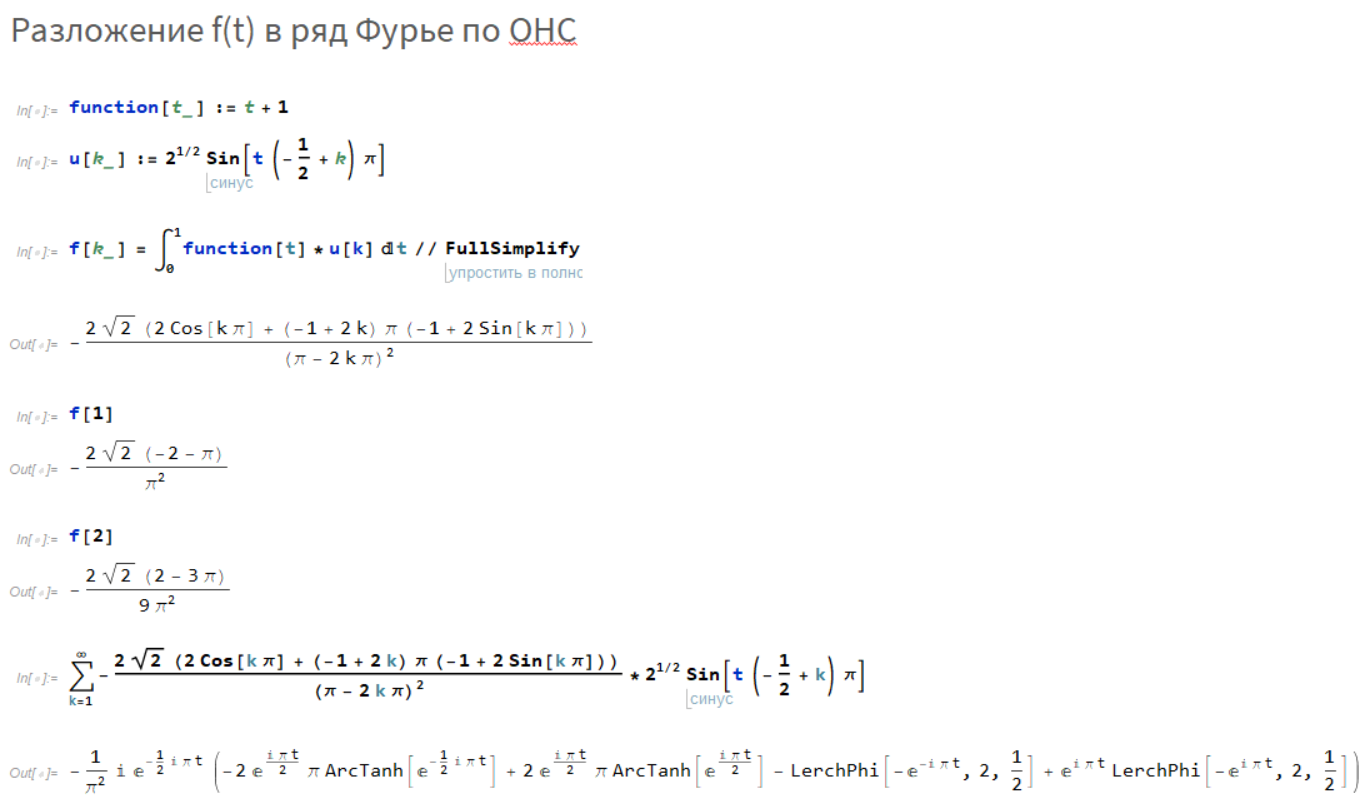 Разложение f(t) в ряд Фурье по ОНС
In[◦]:= function[t_] := t + 1
In[◦]:= u[k_] := 2^{1/2} Sin[t (-1/2 + k) π]
синус
In[◦]:= f[k_] = ∫_0^1 function[t] * u[k] ⅆt // FullSimplify
упростить в полнс
Out[◦]= - (2 √2 (2 Cos[k π] + (-1 + 2 k) π (-1 + 2 Sin[k π])))/(π - 2 k π)^2
In[◦]:= f[1]
Out[◦]= - (2 √2 (-2 - π))/π^2
In[◦]:= f[2]
Out[◦]= - (2 √2 (2 - 3 π))/(9 π^2)
In[◦]:= ∑_{k=1}^∞ - (2 √2 (2 Cos[k π] + (-1 + 2 k) π (-1 + 2 Sin[k π])))/(π - 2 k π)^2 * 2^{1/2} Sin[t (-1/2 + k) π]
синус
Out[◦]= - 1/π^2 ⅈ ⅇ^{-1/2 ⅈ π t} (-2 ⅇ^{ⅈ π t/2} π ArcTanh[ⅇ^{-1/2 ⅈ π t}] + 2 ⅇ^{ⅈ π t/2} π ArcTanh[ⅇ^{ⅈ π t/2}] - LerchPhi[-ⅇ^{-ⅈ π t}, 2, 1/2] + ⅇ^{ⅈ π t} LerchPhi[-ⅇ^{ⅈ π t}, 2, 1/2])